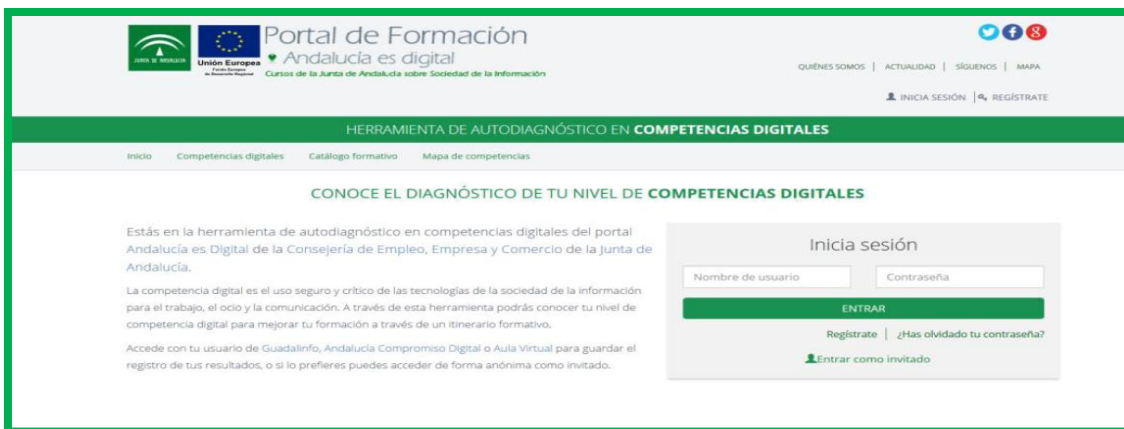 Portal de Formación
Andalucía es digital
Cursos de la Junta de Andalucía sobre Sociedad de la Información
JUNTA DE ANDALUCIA
Unión Europea
Fondo Europeo
de Desarrollo Regional
QUIÉNES SOMOS | ACTUALIDAD | SÍGUENOS | MAPA
INICIA SESIÓN | REGÍSTRATE
HERRAMIENTA DE AUTODIAGNÓSTICO EN COMPETENCIAS DIGITALES
Inicio Competencias digitales Catálogo formativo Mapa de competencias
CONOCE EL DIAGNÓSTICO DE TU NIVEL DE COMPETENCIAS DIGITALES
Estás en la herramienta de autodiagnóstico en competencias digitales del portal
Andalucía es Digital de la Consejería de Empleo, Empresa y Comercio de la Junta de
Andalucía.
La competencia digital es el uso seguro y crítico de las tecnologías de la sociedad de la información
para el trabajo, el ocio y la comunicación. A través de esta herramienta podrás conocer tu nivel de
competencia digital para mejorar tu formación a través de un itinerario formativo.
Accede con tu usuario de Guadalinfo, Andalucía Compromiso Digital o Aula Virtual para guardar el
registro de tus resultados, o si lo prefieres puedes acceder de forma anónima como invitado.
Inicia sesión
Nombre de usuario Contraseña
ENTRAR
Regístrate | ¿Has olvidado tu contraseña?
Entrar como invitado